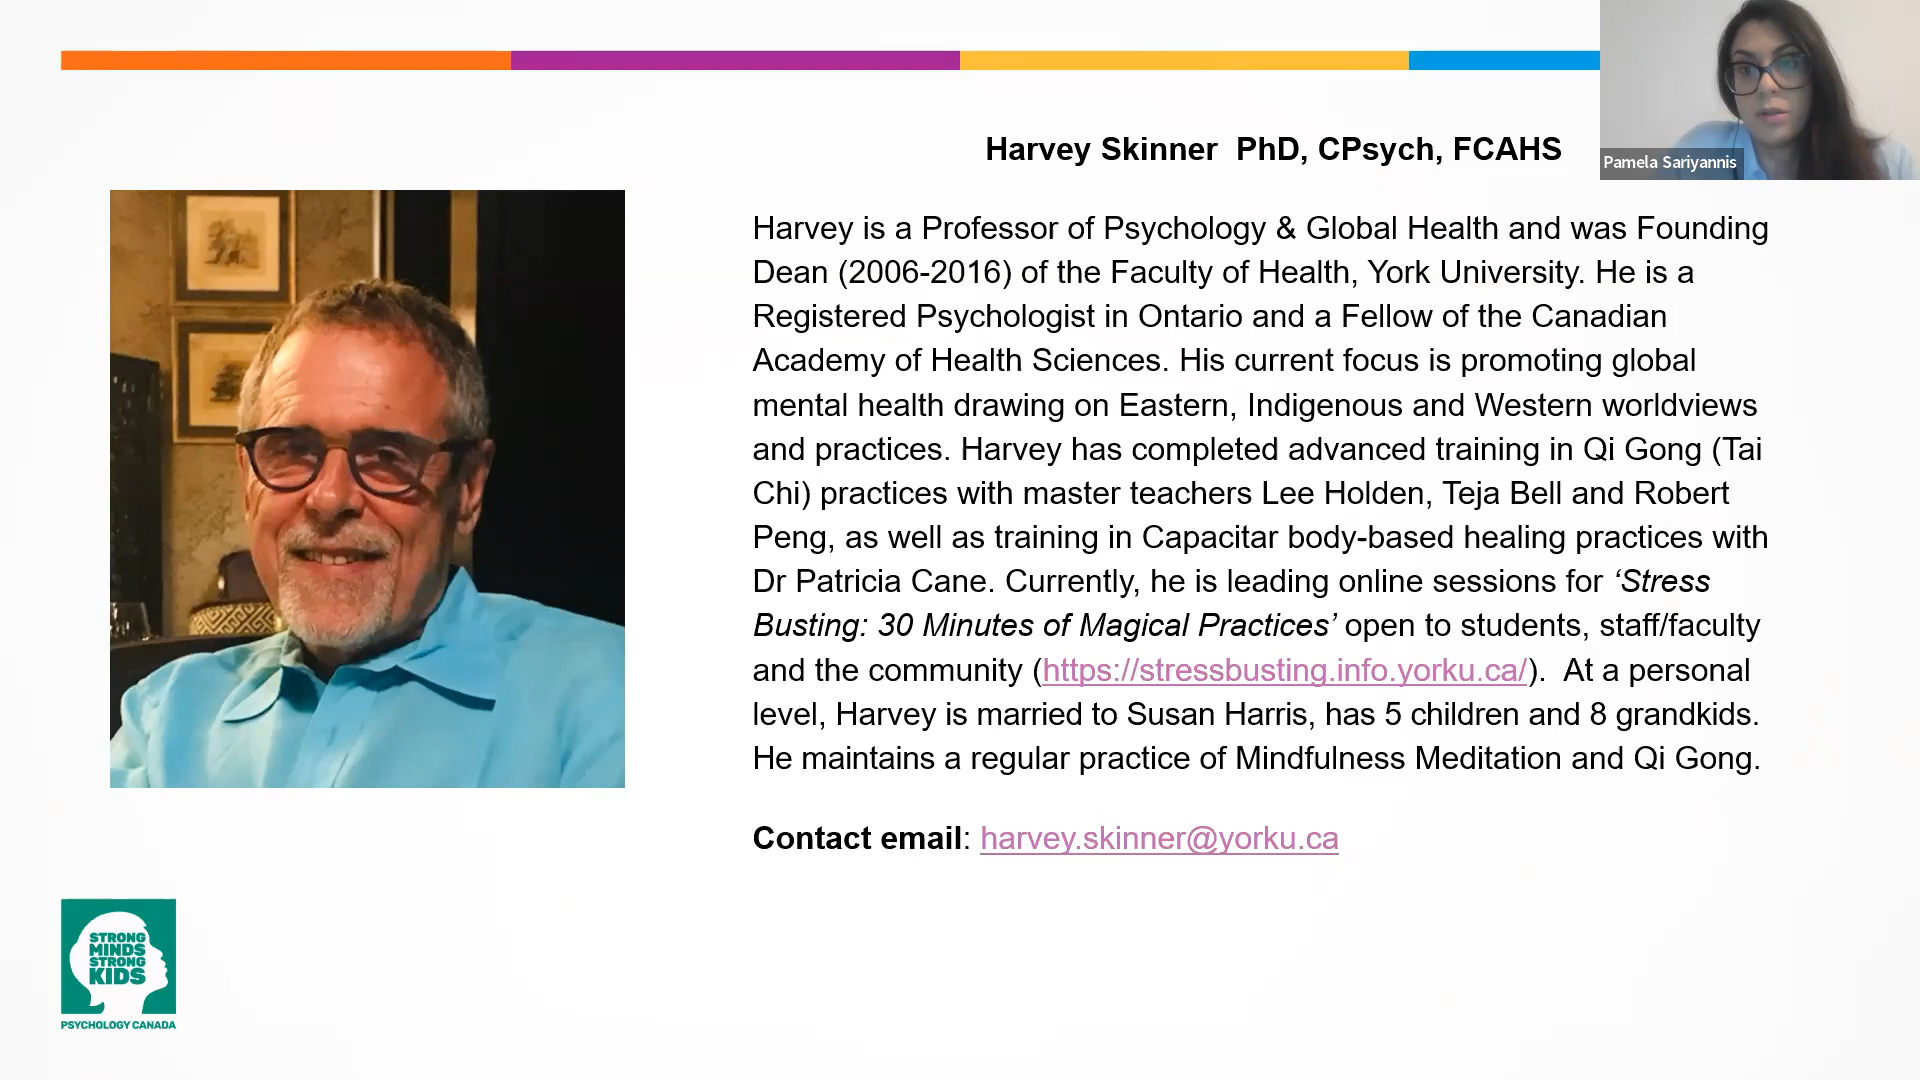 Harvey Skinner  PhD, CPsych, FCAHS
Pamela Sariyannis
Harvey is a Professor of Psychology & Global Health and was Founding
Dean (2006-2016) of the Faculty of Health, York University. He is a
Registered Psychologist in Ontario and a Fellow of the Canadian
Academy of Health Sciences. His current focus is promoting global
mental health drawing on Eastern, Indigenous and Western worldviews
and practices. Harvey has completed advanced training in Qi Gong (Tai
Chi) practices with master teachers Lee Holden, Teja Bell and Robert
Peng, as well as training in Capacitar body-based healing practices with
Dr Patricia Cane. Currently, he is leading online sessions for ‘Stress
Busting: 30 Minutes of Magical Practices’ open to students, staff/faculty
and the community (https://stressbusting.info.yorku.ca/).  At a personal
level, Harvey is married to Susan Harris, has 5 children and 8 grandkids.
He maintains a regular practice of Mindfulness Meditation and Qi Gong.
Contact email: harvey.skinner@yorku.ca
STRONG
MINDS
STRONG
KIDS
PSYCHOLOGY CANADA